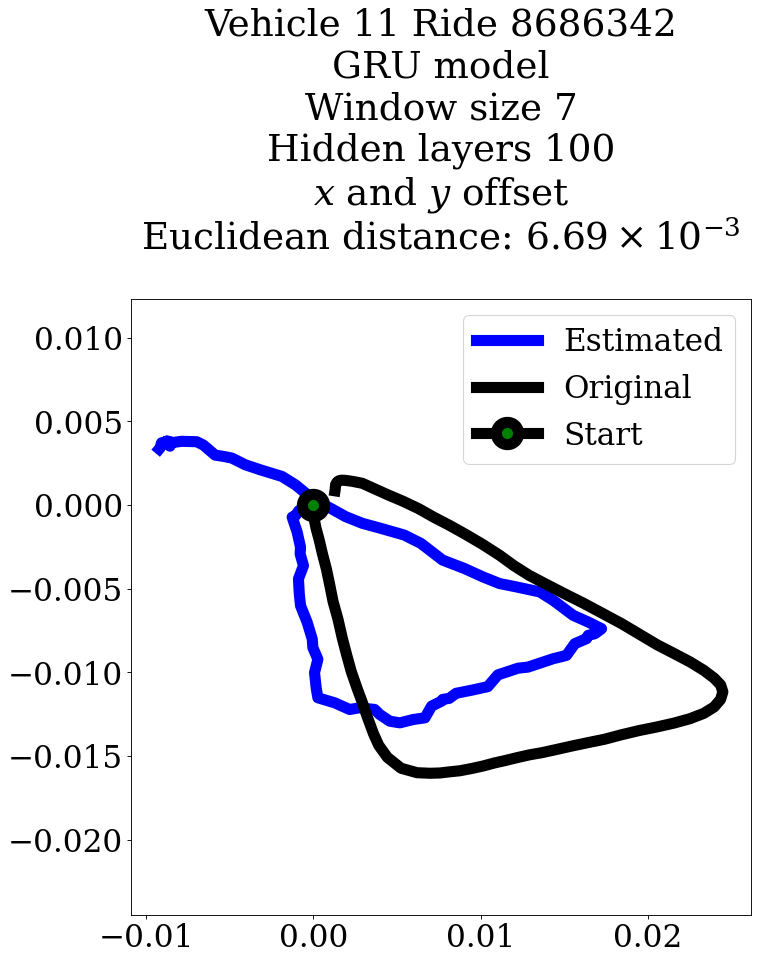 Vehicle 11 Ride 8686342
GRU model
Window size 7
Hidden layers 100
x and y offset
Euclidean distance: 6.69 × 10⁻³
Estimated
Original
Start
0.010
0.005
0.000
−0.005
−0.010
−0.015
−0.020
−0.01 0.00 0.01 0.02